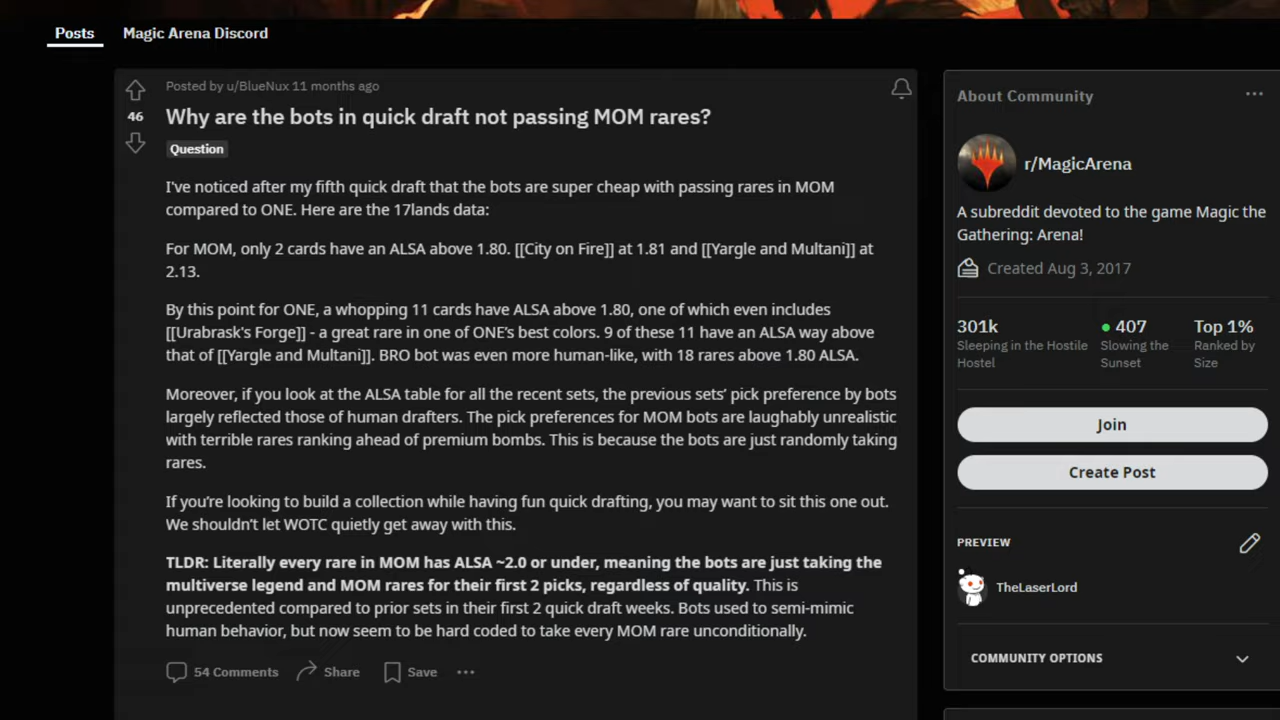 Posts
Magic Arena Discord
Posted by u/BlueNux 11 months ago
46
Why are the bots in quick draft not passing MOM rares?
Question
I've noticed after my fifth quick draft that the bots are super cheap with passing rares in MOM
compared to ONE. Here are the 17lands data:
For MOM, only 2 cards have an ALSA above 1.80. [[City on Fire]] at 1.81 and [[Yargle and Multani]] at
2.13.
By this point for ONE, a whopping 11 cards have ALSA above 1.80, one of which even includes
[[Urabrask's Forge]] - a great rare in one of ONE's best colors. 9 of these 11 have an ALSA way above
that of [[Yargle and Multani]]. BRO bot was even more human-like, with 18 rares above 1.80 ALSA.
Moreover, if you look at the ALSA table for all the recent sets, the previous sets’ pick preference by bots
largely reflected those of human drafters. The pick preferences for MOM bots are laughably unrealistic
with terrible rares ranking ahead of premium bombs. This is because the bots are just randomly taking
rares.
If you’re looking to build a collection while having fun quick drafting, you may want to sit this one out.
We shouldn’t let WOTC quietly get away with this.
TLDR: Literally every rare in MOM has ALSA ~2.0 or under, meaning the bots are just taking the
multiverse legend and MOM rares for their first 2 picks, regardless of quality. This is
unprecedented compared to prior sets in their first 2 quick draft weeks. Bots used to semi-mimic
human behavior, but now seem to be hard coded to take every MOM rare unconditionally.
54 Comments
Share
Save
About Community
r/MagicArena
A subreddit devoted to the game Magic the
Gathering: Arena!
Created Aug 3, 2017
301k
Sleeping in the Hostile
Hostel
407
Slowing the
Sunset
Top 1%
Ranked by
Size
Join
Create Post
PREVIEW
TheLaserLord
COMMUNITY OPTIONS